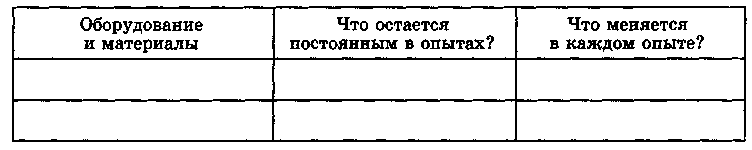 Оборудование
и материалы
Что остается
постоянным в опытах?
Что меняется
в каждом опыте?